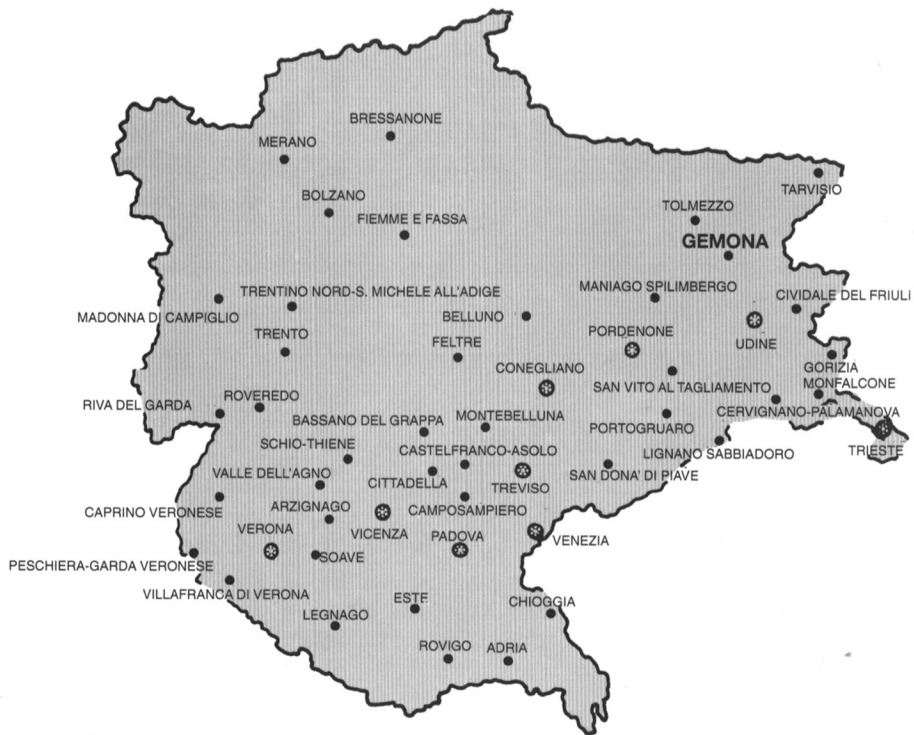 BRESSANONE
MERANO
TARVISIO
BOLZANO
TOLMEZZO
FIEMME E FASSA
GEMONA
TRENTINO NORD-S. MICHELE ALL'ADIGE
MANIAGO SPILIMBERGO
CIVIDALE DEL FRIULI
MADONNA DI CAMPIGLIO
BELLUNO
PORDENONE
TRENTO
UDINE
FELTRE
CONEGLIANO
GORIZIA
SAN VITO AL TAGLIAMENTO
MONFALCONE
ROVEREDO
RIVA DEL GARDA
CERVIGNANO-PALAMANOVA
BASSANO DEL GRAPPA
MONTEBELLUNA
PORTOGRUARO
SCHIO-THIENE
CASTELFRANCO-ASOLO
LIGNANO SABBIADORO
TRIESTE
VALLE DELL'AGNO
CITTADELLA
TREVISO
SAN DONA' DI PIAVE
CAPRINO VERONESE
ARZIGNAGO
CAMPOSAMPIERO
VERONA
VICENZA
PADOVA
VENEZIA
SOAVE
PESCHIERA-GARDA VERONESE
VILLAFRANCA DI VERONA
ESTE
CHIOGGIA
LEGNAGO
ROVIGO
ADRIA